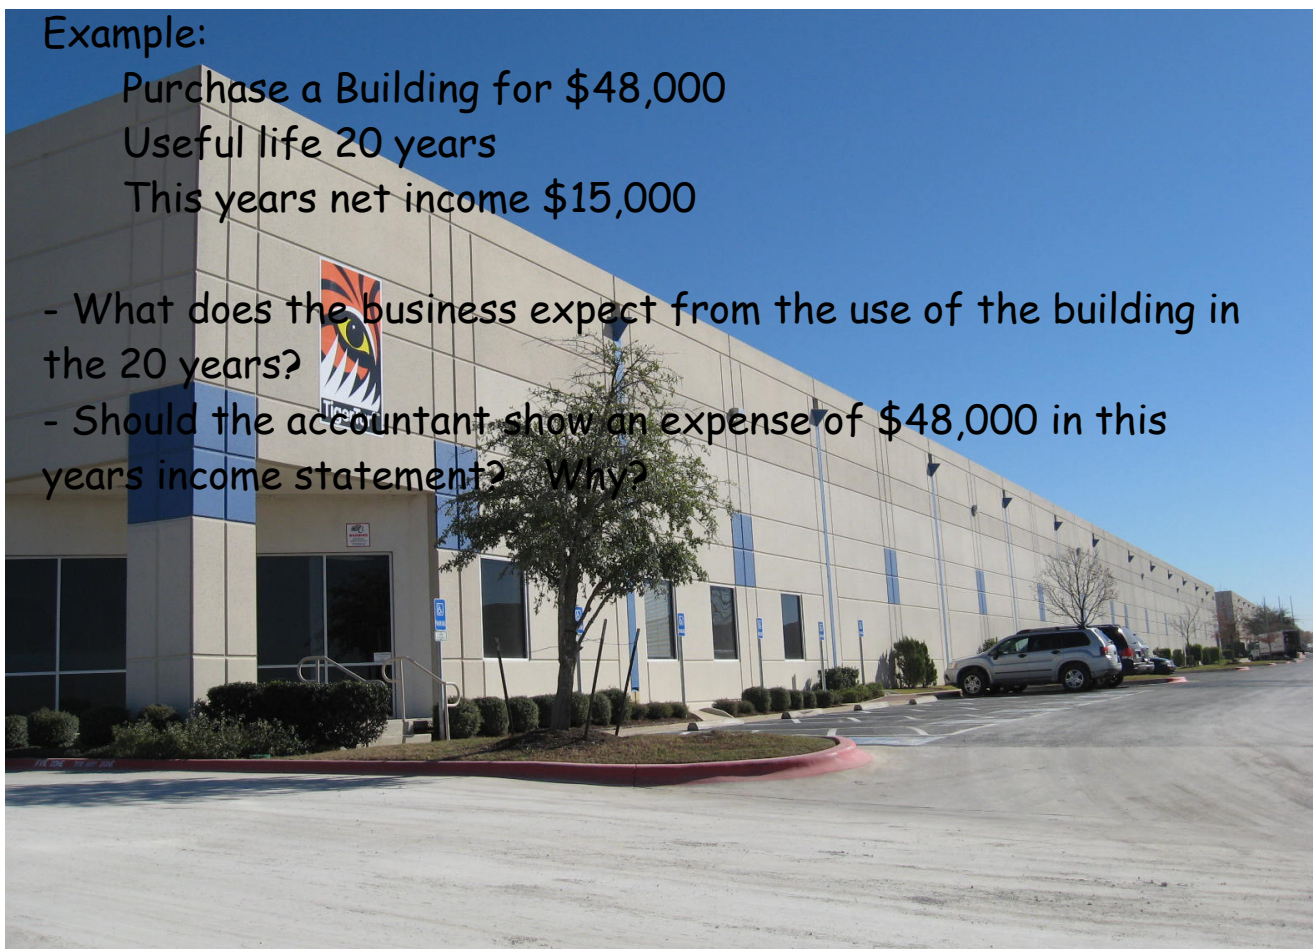 Example:
Purchase a Building for $48,000
Useful life 20 years
This years net income $15,000
- What does the business expect from the use of the building in
the 20 years?
- Should the accountant show an expense of $48,000 in this
years income statement? Why?